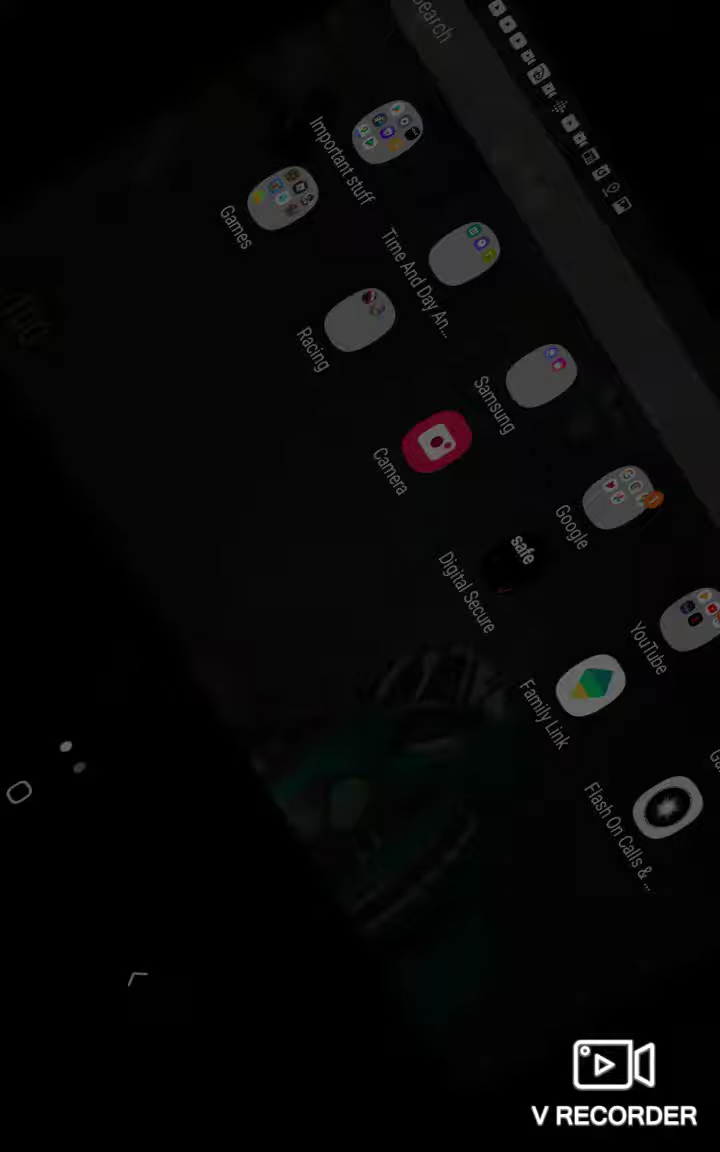 Search
Important stuff
Games
Time And Day An...
Racing
Samsung
Camera
Google
safe
Digital Secure
YouTube
Family Link
Flash On Calls & ...
V RECORDER